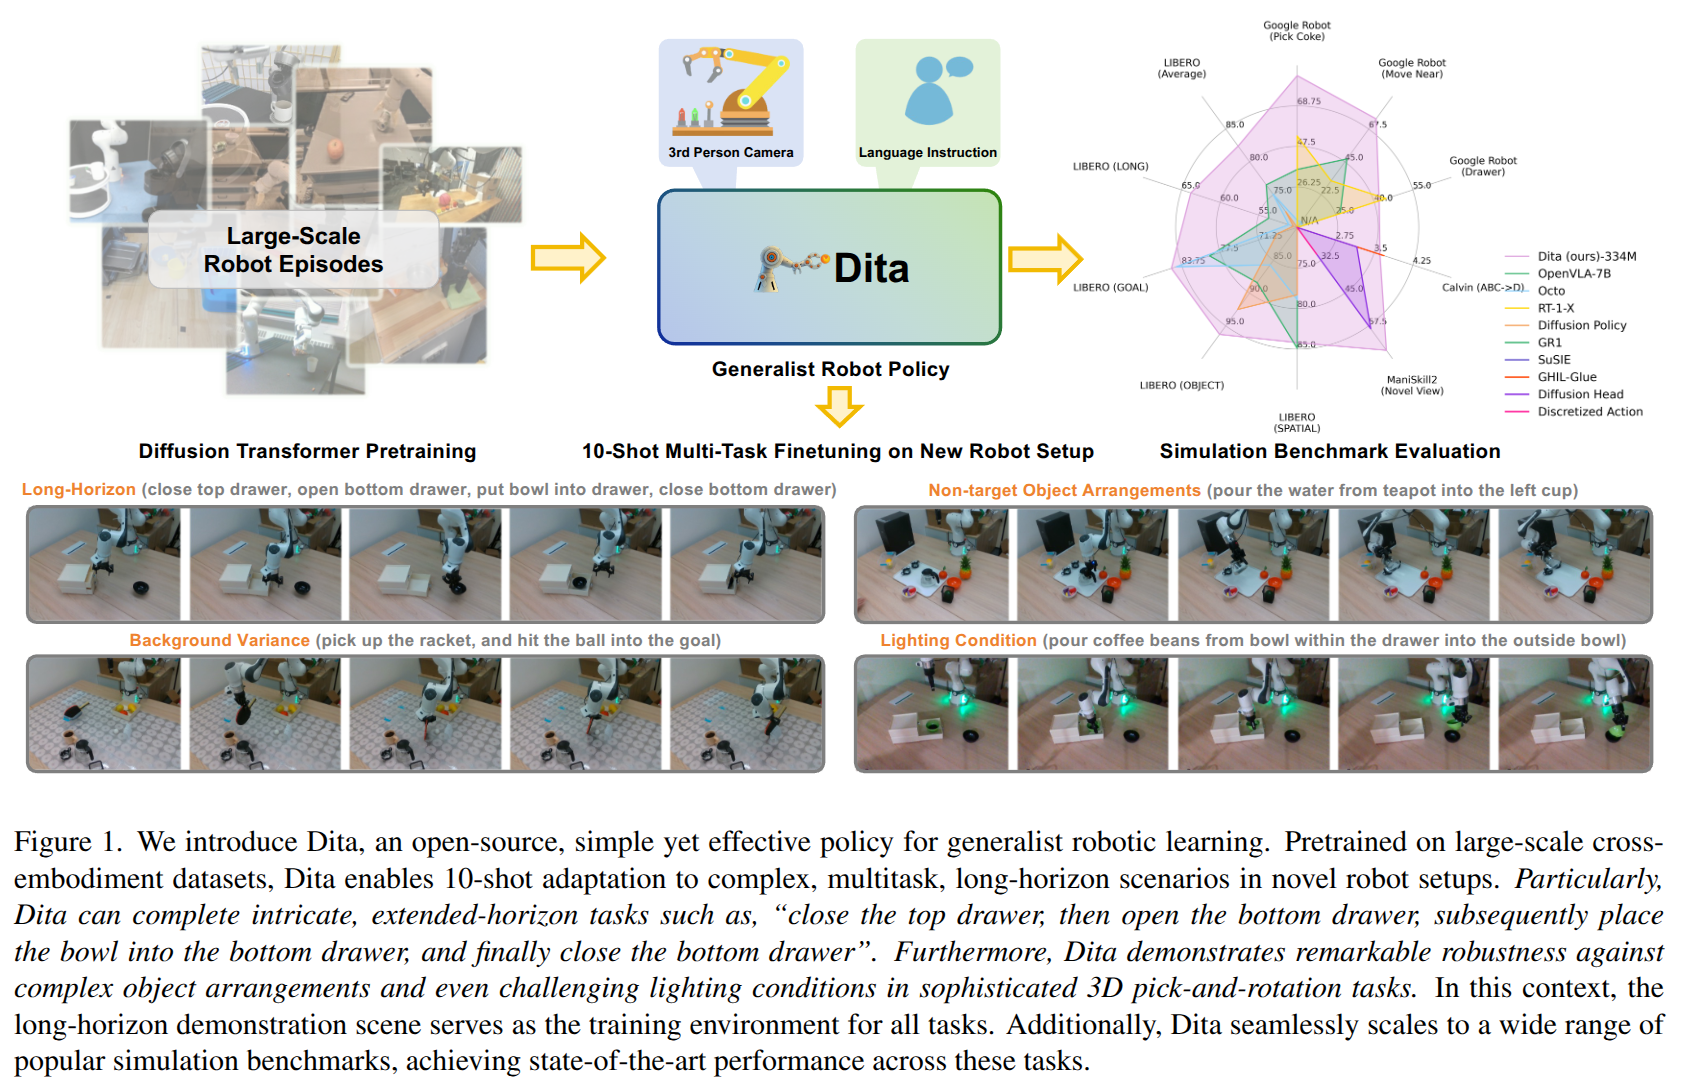 Large-Scale
Robot Episodes
3rd Person Camera
Language Instruction
Dita
Generalist Robot Policy
Google Robot
(Pick Coke)
Google Robot
(Move Near)
Google Robot
(Drawer)
Calvin (ABC->D)
ManiSkill2
(Novel View)
LIBERO
(SPATIAL)
LIBERO (OBJECT)
LIBERO (GOAL)
LIBERO (LONG)
LIBERO
(Average)
68.75
47.5
26.25
67.5
45.0
22.5
55.0
40.0
25.0
4.25
3.5
2.75
57.5
45.0
32.5
85.0
80.0
75.0
95.0
90.0
85.0
83.75
77.5
71.25
65.0
60.0
55.0
85.0
80.0
75.0
N/A
Dita (ours)-334M
OpenVLA-7B
Octo
RT-1-X
Diffusion Policy
GR1
SuSIE
GHIL-Glue
Diffusion Head
Discretized Action
Diffusion Transformer Pretraining
10-Shot Multi-Task Finetuning on New Robot Setup
Simulation Benchmark Evaluation
Long-Horizon (close top drawer, open bottom drawer, put bowl into drawer, close bottom drawer)
Non-target Object Arrangements (pour the water from teapot into the left cup)
Background Variance (pick up the racket, and hit the ball into the goal)
Lighting Condition (pour coffee beans from bowl within the drawer into the outside bowl)
Figure 1. We introduce Dita, an open-source, simple yet effective policy for generalist robotic learning. Pretrained on large-scale cross-
embodiment datasets, Dita enables 10-shot adaptation to complex, multitask, long-horizon scenarios in novel robot setups. Particularly,
Dita can complete intricate, extended-horizon tasks such as, “close the top drawer, then open the bottom drawer, subsequently place
the bowl into the bottom drawer, and finally close the bottom drawer”. Furthermore, Dita demonstrates remarkable robustness against
complex object arrangements and even challenging lighting conditions in sophisticated 3D pick-and-rotation tasks. In this context, the
long-horizon demonstration scene serves as the training environment for all tasks. Additionally, Dita seamlessly scales to a wide range of
popular simulation benchmarks, achieving state-of-the-art performance across these tasks.